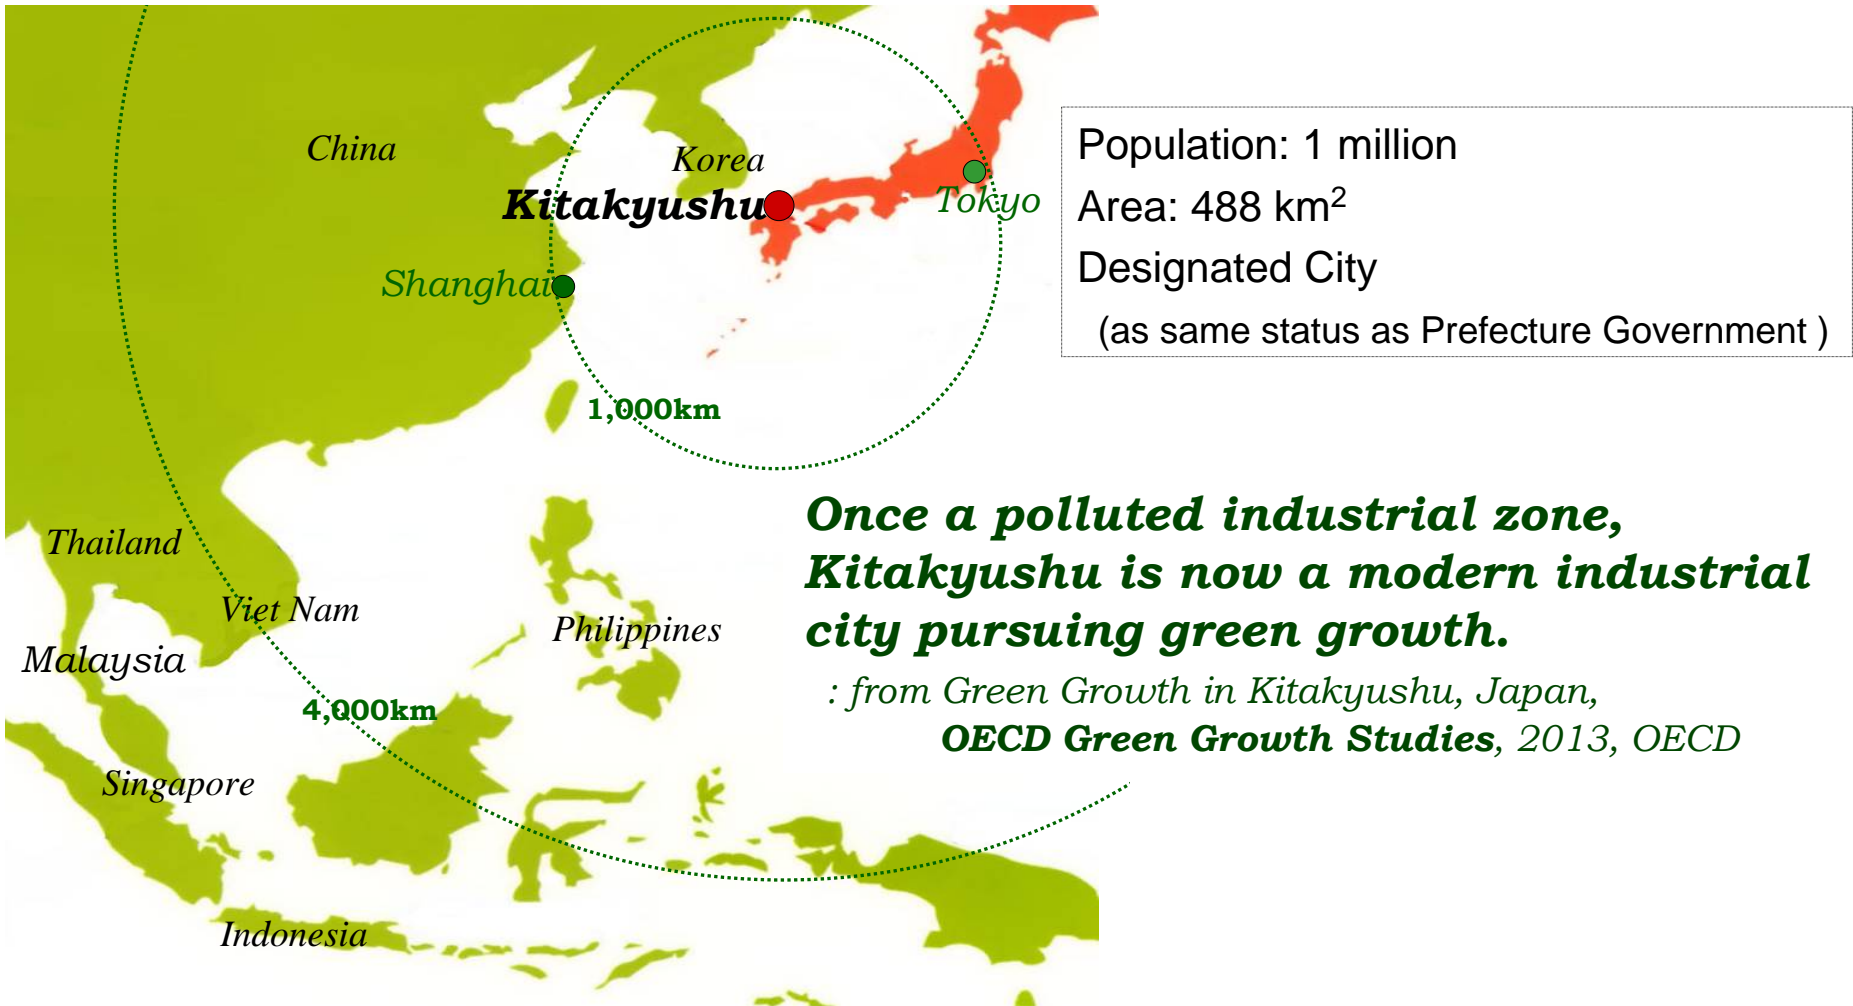 China
Korea
Kitakyushu
Tokyo
Shanghai
1,000km
Thailand
Viet Nam
Philippines
Malaysia
4,000km
Singapore
Indonesia
Population: 1 million
Area: 488 km²
Designated City
(as same status as Prefecture Government )
Once a polluted industrial zone,
Kitakyushu is now a modern industrial
city pursuing green growth.
: from Green Growth in Kitakyushu, Japan,
OECD Green Growth Studies, 2013, OECD